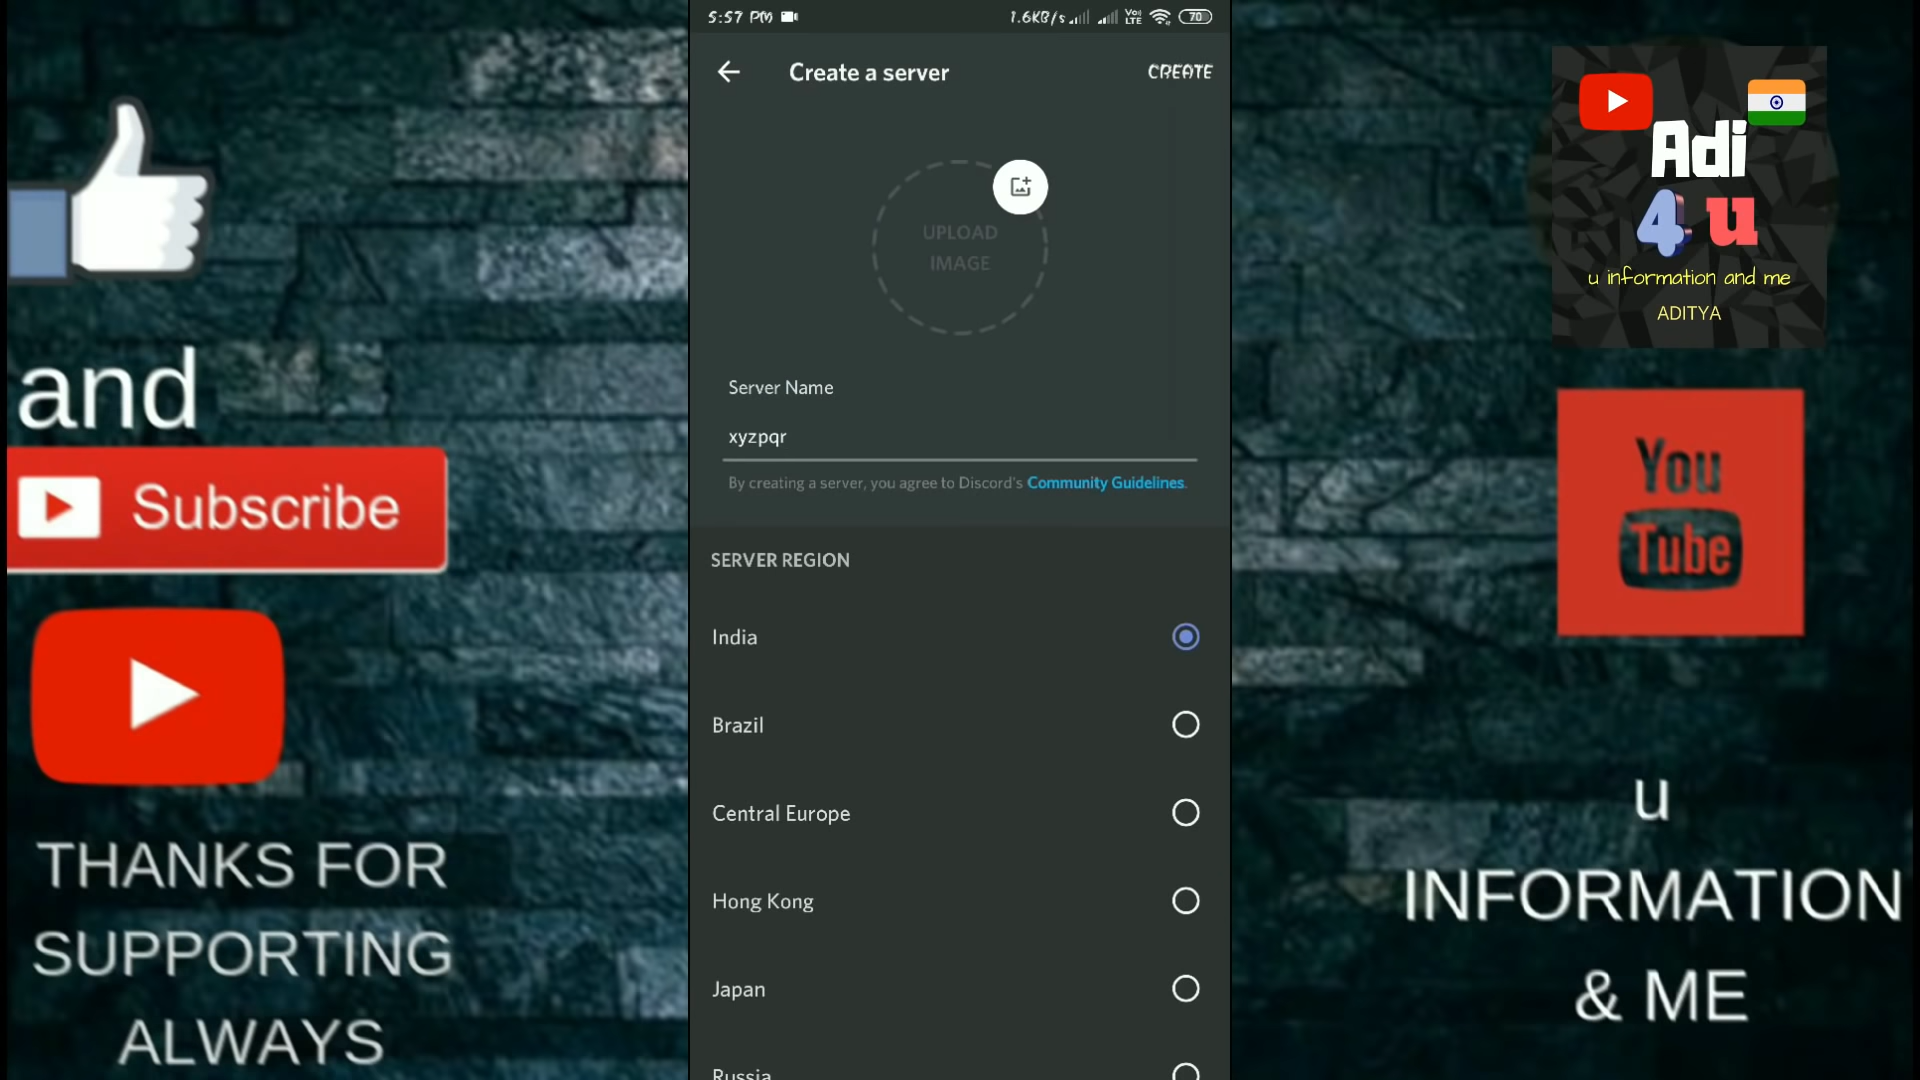 5:57 PM
1.6KB/s
Vo)
LTE
70
Create a server
CREATE
UPLOAD
IMAGE
Server Name
xyzpqr
By creating a server, you agree to Discord's Community Guidelines.
SERVER REGION
India
Brazil
Central Europe
Hong Kong
Japan
Russia
and
Subscribe
THANKS FOR
SUPPORTING
ALWAYS
Adi
4 u
u information and me
ADITYA
You
Tube
u
INFORMATION
& ME